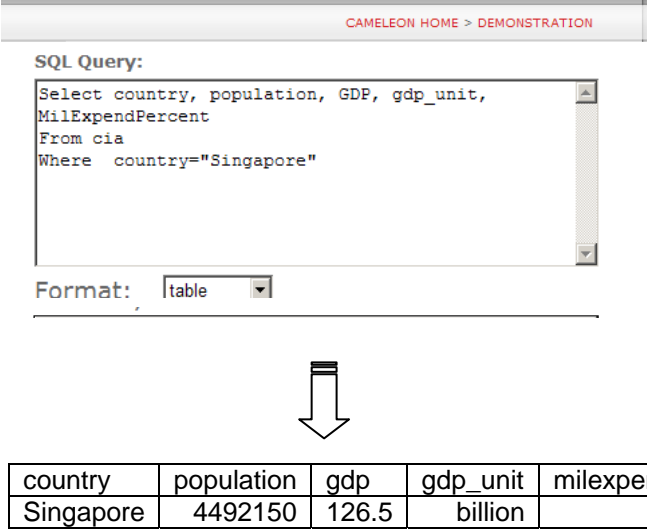 CAMELEON HOME > DEMONSTRATION
SQL Query:
Select country, population, GDP, gdp_unit,
MilExpendPercent
From cia
Where  country="Singapore"
Format: table
country population gdp gdp_unit
Singapore 4492150 126.5 billion